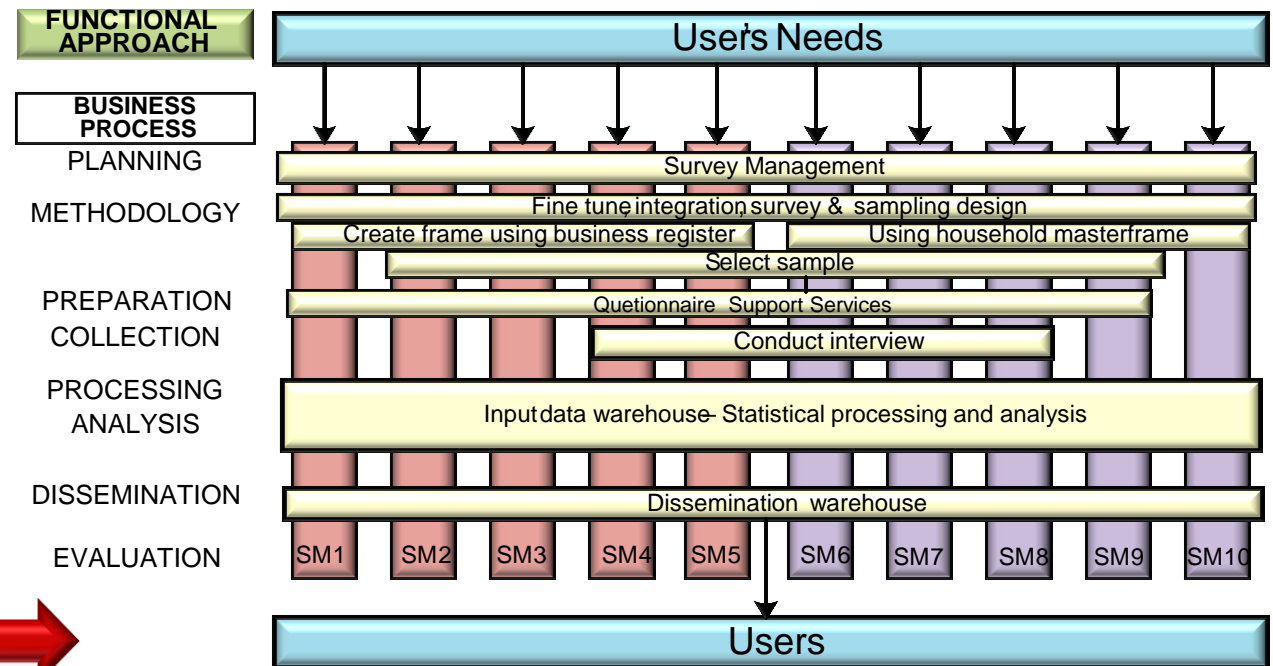 FUNCTIONAL
APPROACH
User's Needs
BUSINESS
PROCESS
PLANNING
Survey Management
METHODOLOGY
Fine tune, integration, survey & sampling design
Create frame using business register
Using household masterframe
Select sample
PREPARATION
Quetionnaire Support Services
COLLECTION
Conduct interview
PROCESSING
ANALYSIS
Input data warehouse – Statistical processing and analysis
DISSEMINATION
Dissemination warehouse
EVALUATION
SM1 SM2 SM3 SM4 SM5 SM6 SM7 SM8 SM9 SM10
Users